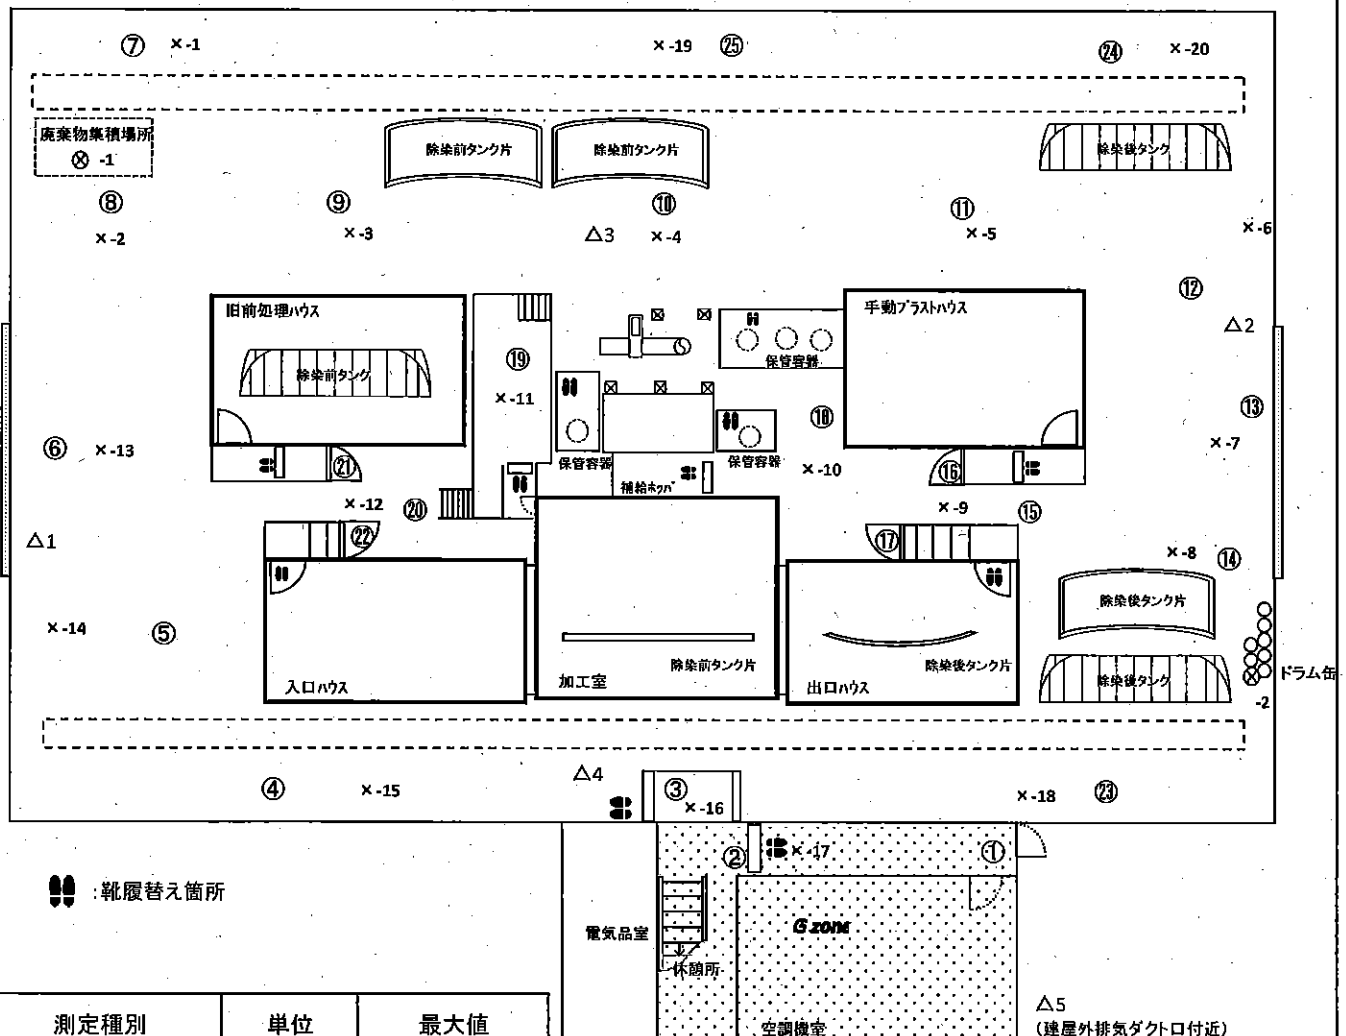 ⑦ ×-1 ×-19 ㉕ ㉔ ×-20
廃棄物集積場所
⊗ -1
除染前タンク片 除染前タンク片 除染後タンク
⑧ ⑨ ⑩ ⑪
×-2 ×-3 △3 ×-4 ×-5 ×-6
⑫
旧前処理ハウス 手動ブラストハウス
△2
除染前タンク ⑲ 保管容器
×-11 ⑱ ⑬
⑥ ×-13 ×-7
㉑ 保管容器 保管容器 ×-10 ⑯
補給ホッパ
×-12 ⑳ ×-9 ⑮
△1 ㉒ ⑰
×-8 ⑭
除染後タンク片
×-14 ⑤
除染前タンク片 除染後タンク片 除染後タンク ドラム缶
入口ハウス 加工室 出口ハウス
-2
△4
④ ×-15 ③ ×-16 ×-18 ㉓
② ×-17 ①
:靴履替え箇所
電気品室 G zone
休憩所
測定種別 単位 最大値
空調機室
△5
(建屋外排気ダクト口付近)